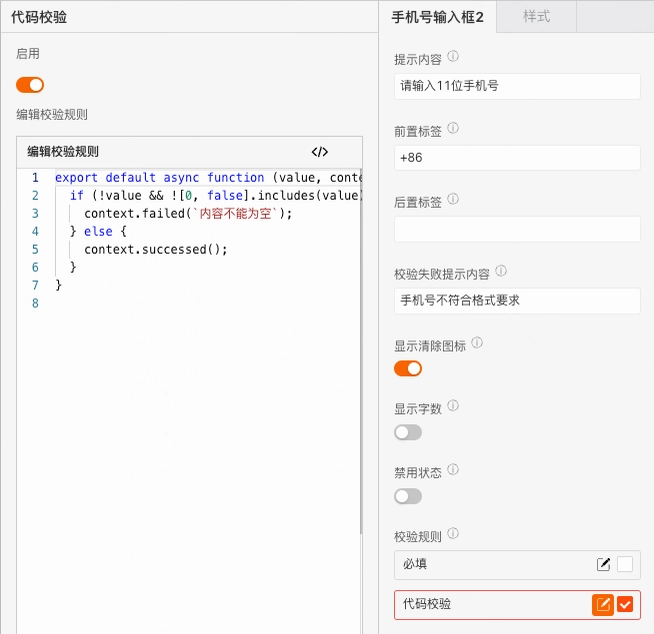 代码校验
启用
编辑校验规则
编辑校验规则 </>
1 export default async function (value, conte
2 if (!value && ![0, false].includes(value)
3 context.failed(`内容不能为空`);
4 } else {
5 context.successed();
6 }
7 }
8
手机号输入框2 样式
提示内容
请输入11位手机号
前置标签
+86
后置标签
校验失败提示内容
手机号不符合格式要求
显示清除图标
显示字数
禁用状态
校验规则
必填
代码校验